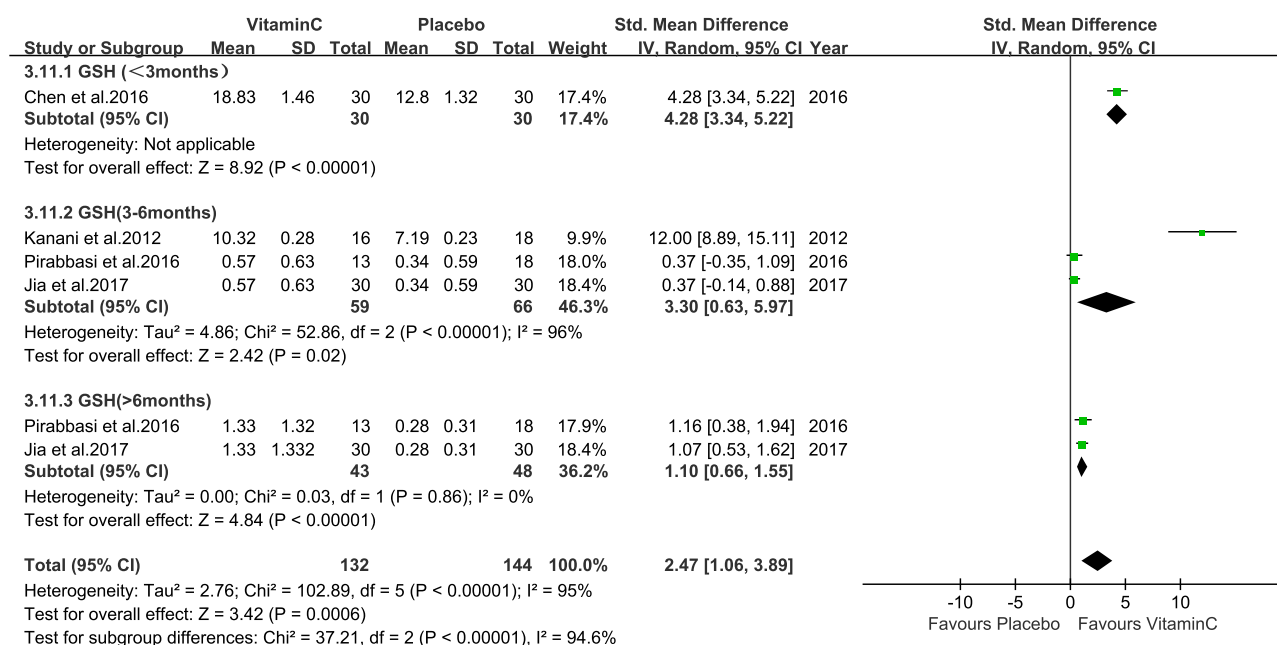 VitaminC Placebo Std. Mean Difference Std. Mean Difference
Study or Subgroup Mean SD Total Mean SD Total Weight IV, Random, 95% CI Year IV, Random, 95% CI
3.11.1 GSH (<3months)
Chen et al.2016 18.83 1.46 30 12.8 1.32 30 17.4% 4.28 [3.34, 5.22] 2016
Subtotal (95% CI) 30 30 17.4% 4.28 [3.34, 5.22]
Heterogeneity: Not applicable
Test for overall effect: Z = 8.92 (P < 0.00001)
3.11.2 GSH(3-6months)
Kanani et al.2012 10.32 0.28 16 7.19 0.23 18 9.9% 12.00 [8.89, 15.11] 2012
Pirabbasi et al.2016 0.57 0.63 13 0.34 0.59 18 18.0% 0.37 [-0.35, 1.09] 2016
Jia et al.2017 0.57 0.63 30 0.34 0.59 30 18.4% 0.37 [-0.14, 0.88] 2017
Subtotal (95% CI) 59 66 46.3% 3.30 [0.63, 5.97]
Heterogeneity: Tau² = 4.86; Chi² = 52.86, df = 2 (P < 0.00001); I² = 96%
Test for overall effect: Z = 2.42 (P = 0.02)
3.11.3 GSH(>6months)
Pirabbasi et al.2016 1.33 1.32 13 0.28 0.31 18 17.9% 1.16 [0.38, 1.94] 2016
Jia et al.2017 1.33 1.332 30 0.28 0.31 30 18.4% 1.07 [0.53, 1.62] 2017
Subtotal (95% CI) 43 48 36.2% 1.10 [0.66, 1.55]
Heterogeneity: Tau² = 0.00; Chi² = 0.03, df = 1 (P = 0.86); I² = 0%
Test for overall effect: Z = 4.84 (P < 0.00001)
Total (95% CI) 132 144 100.0% 2.47 [1.06, 3.89]
Heterogeneity: Tau² = 2.76; Chi² = 102.89, df = 5 (P < 0.00001); I² = 95%
Test for overall effect: Z = 3.42 (P = 0.0006)
Test for subgroup differences: Chi² = 37.21, df = 2 (P < 0.00001), I² = 94.6%
-10 -5 0 5 10
Favours Placebo Favours VitaminC